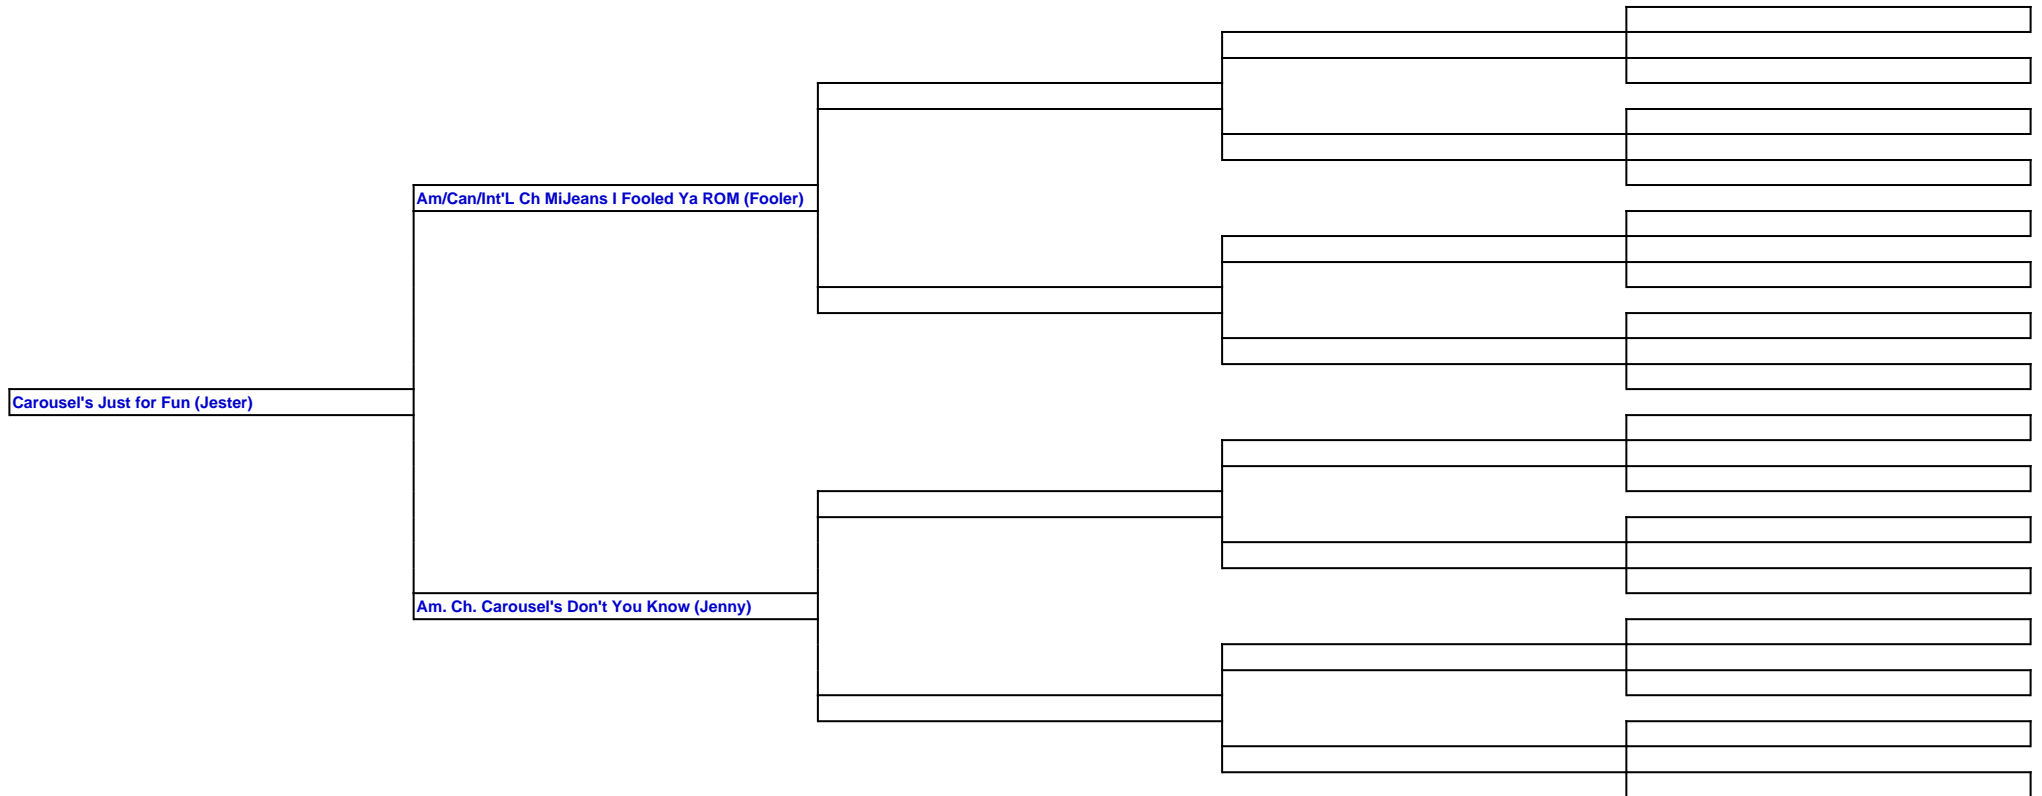 Am/Can/Int'L Ch MiJeans I Fooled Ya ROM (Fooler)
Carousel's Just for Fun (Jester)
Am. Ch. Carousel's Don't You Know (Jenny)